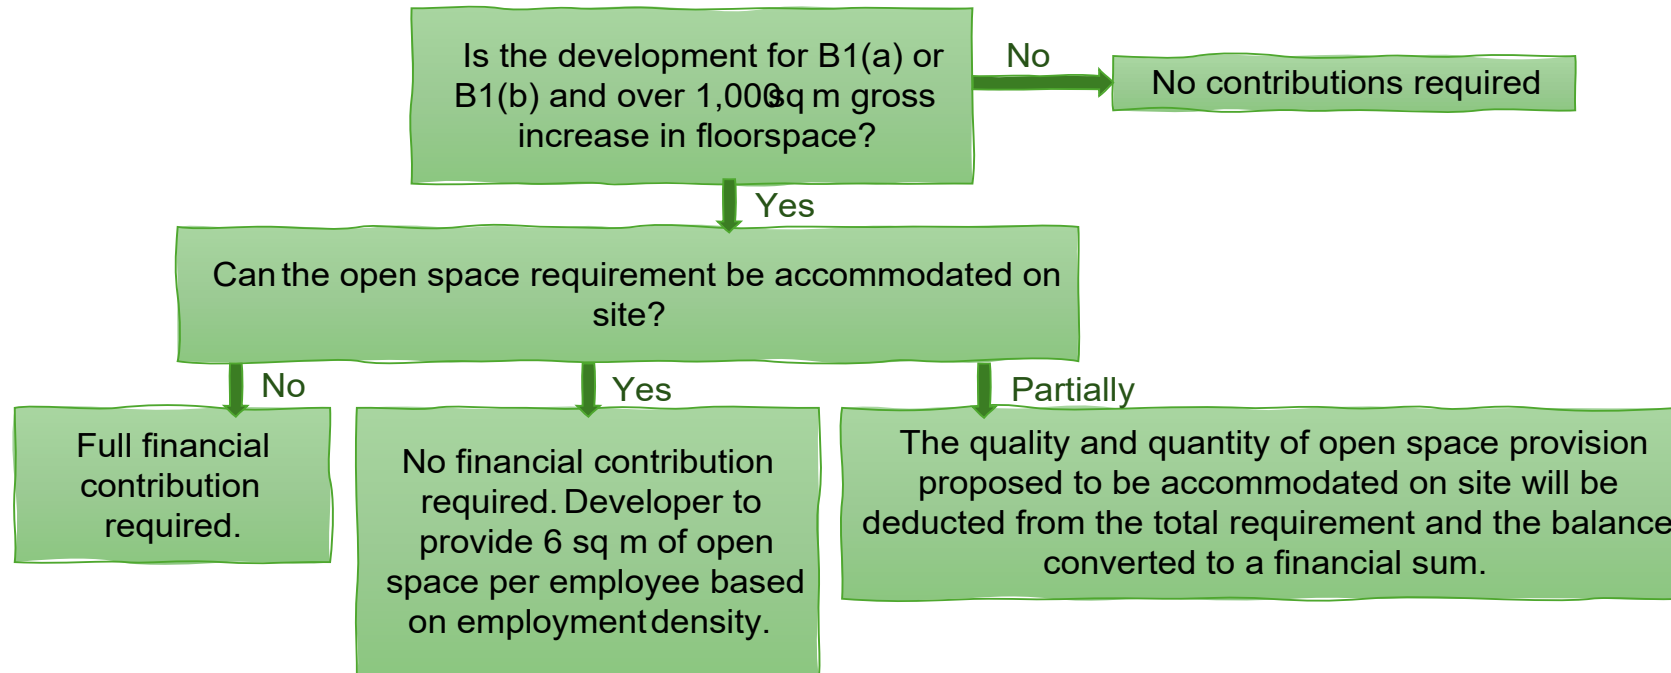 Is the development for B1(a) or
B1(b) and over 1,000sq m gross
increase in floorspace?
No
No contributions required
Yes
Can the open space requirement be accommodated on
site?
No
Full financial
contribution
required.
Yes
No financial contribution
required. Developer to
provide 6 sq m of open
space per employee based
on employment density.
Partially
The quality and quantity of open space provision
proposed to be accommodated on site will be
deducted from the total requirement and the balance
converted to a financial sum.